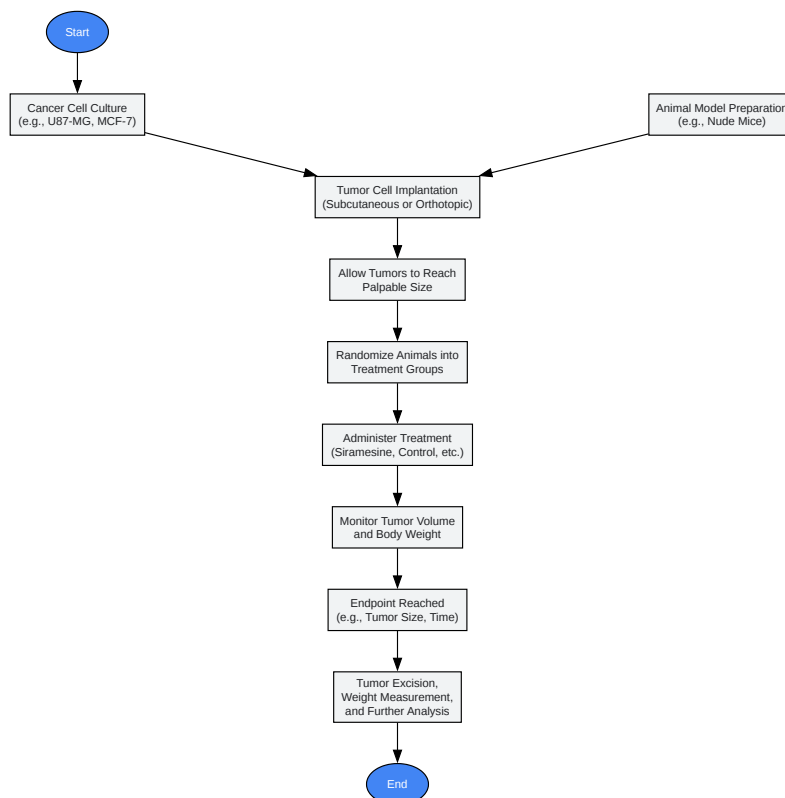 Start
Cancer Cell Culture
(e.g., U87-MG, MCF-7)
Animal Model Preparation
(e.g., Nude Mice)
Tumor Cell Implantation
(Subcutaneous or Orthotopic)
Allow Tumors to Reach
Palpable Size
Randomize Animals into
Treatment Groups
Administer Treatment
(Siramesine, Control, etc.)
Monitor Tumor Volume
and Body Weight
Endpoint Reached
(e.g., Tumor Size, Time)
Tumor Excision,
Weight Measurement,
and Further Analysis
End